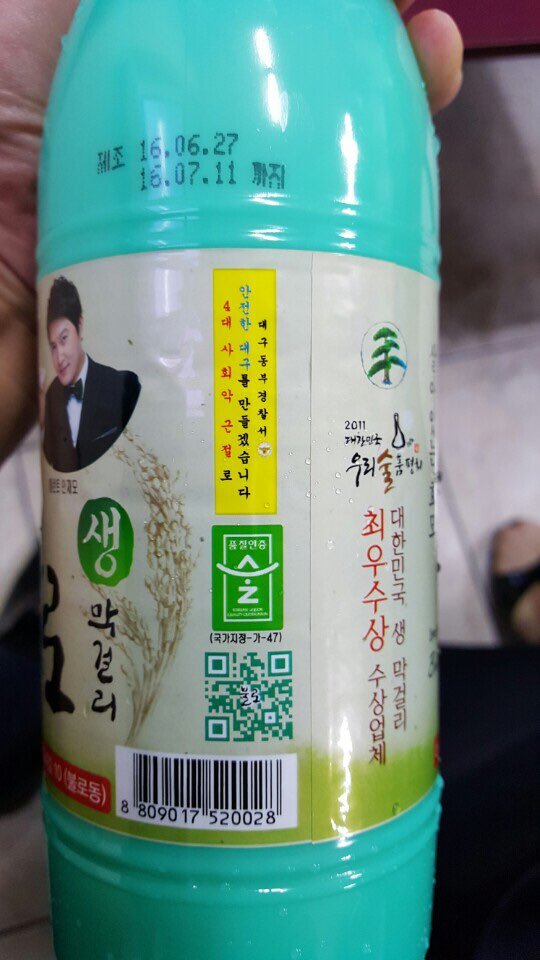 제조 16.06.27
16.07.11 까지
대구동부경찰서
안전한 대구를 만들겠습니다
4대 사회악 근절로
생
막걸리
품질인증
(국가지정-가-47)
불로
10 (불로동)
8 809017 520028
2011
대한민국
우리술품평회
대한민국 생 막걸리
최우수상 수상업체